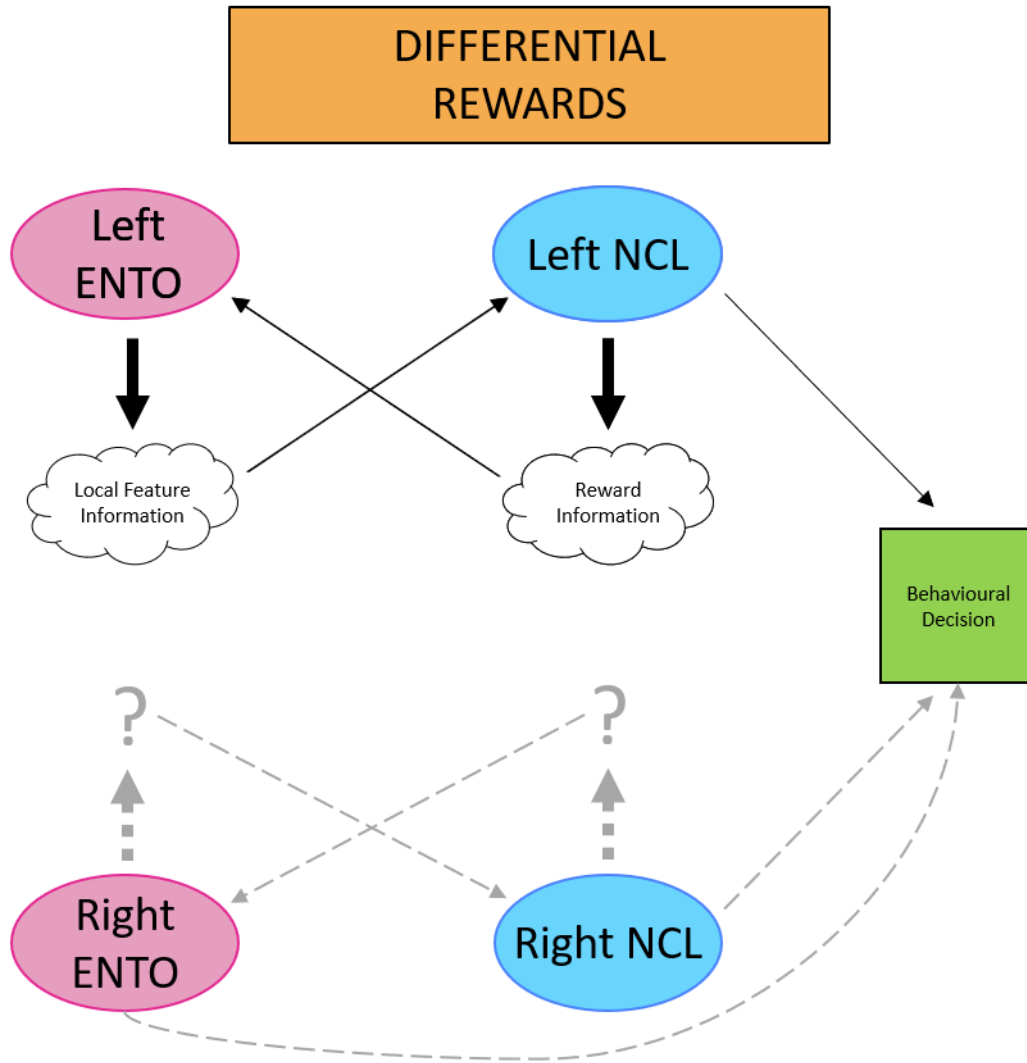 DIFFERENTIAL
REWARDS
Left
ENTO
Left NCL
Local Feature
Information
Reward
Information
Behavioural
Decision
?
?
Right
ENTO
Right NCL